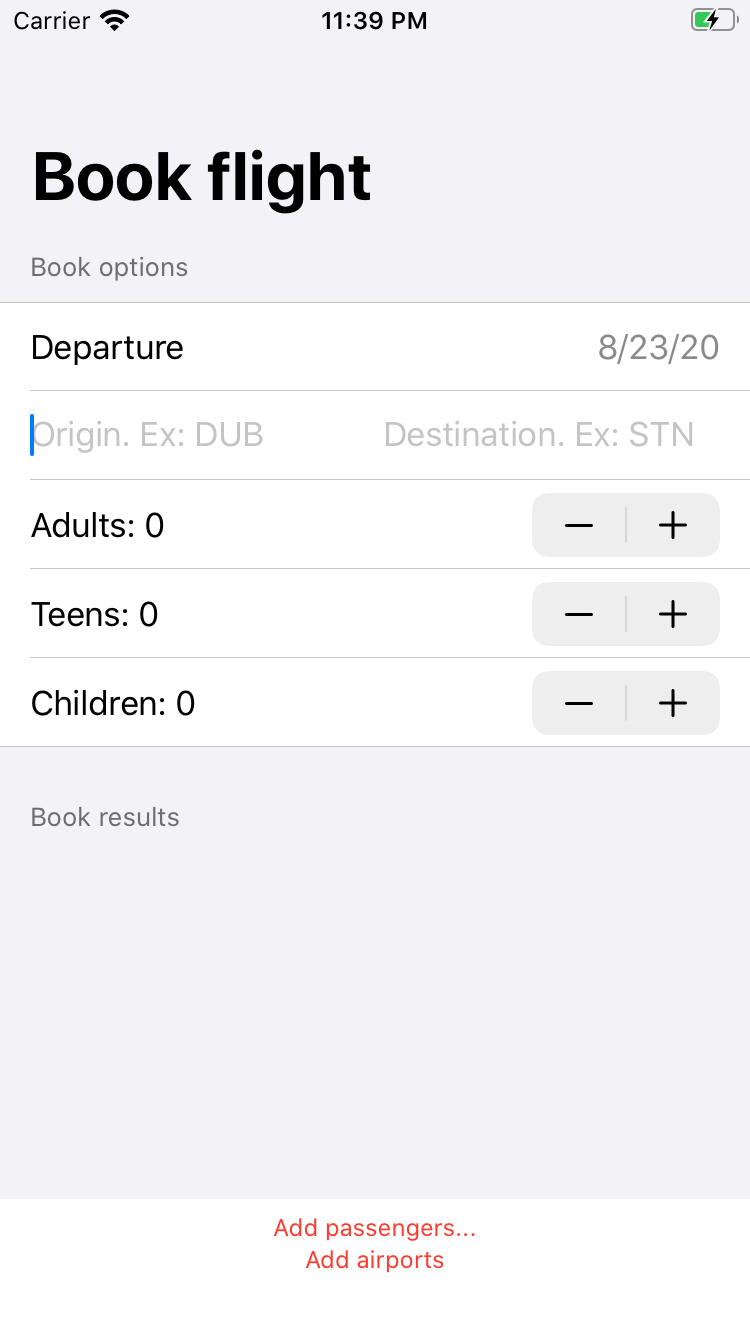 Carrier 11:39 PM
Book flight
Book options
Departure 8/23/20
Origin. Ex: DUB Destination. Ex: STN
Adults: 0
Teens: 0
Children: 0
Book results
Add passengers...
Add airports